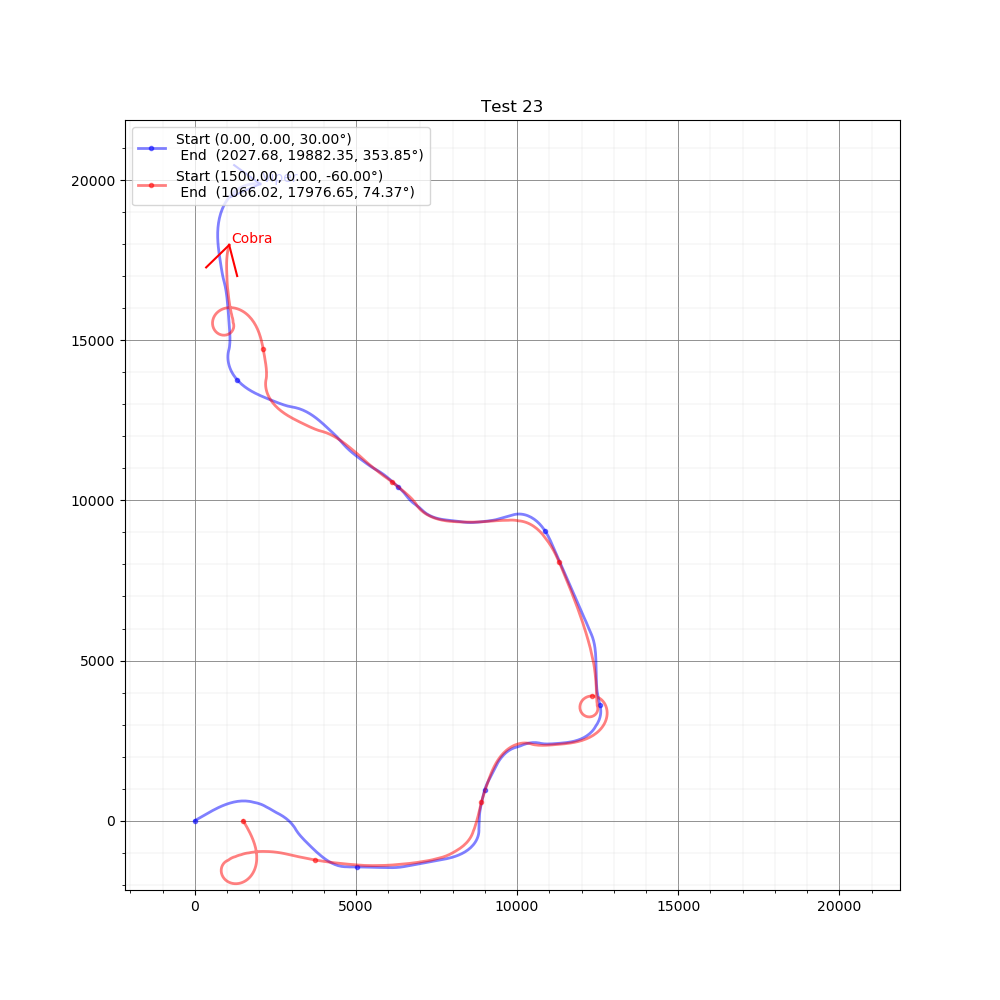 Test 23
Start (0.00, 0.00, 30.00°)
End (2027.68, 19882.35, 353.85°)
Start (1500.00, 0.00, -60.00°)
End (1066.02, 17976.65, 74.37°)
Cobra
20000
15000
10000
5000
0
0 5000 10000 15000 20000